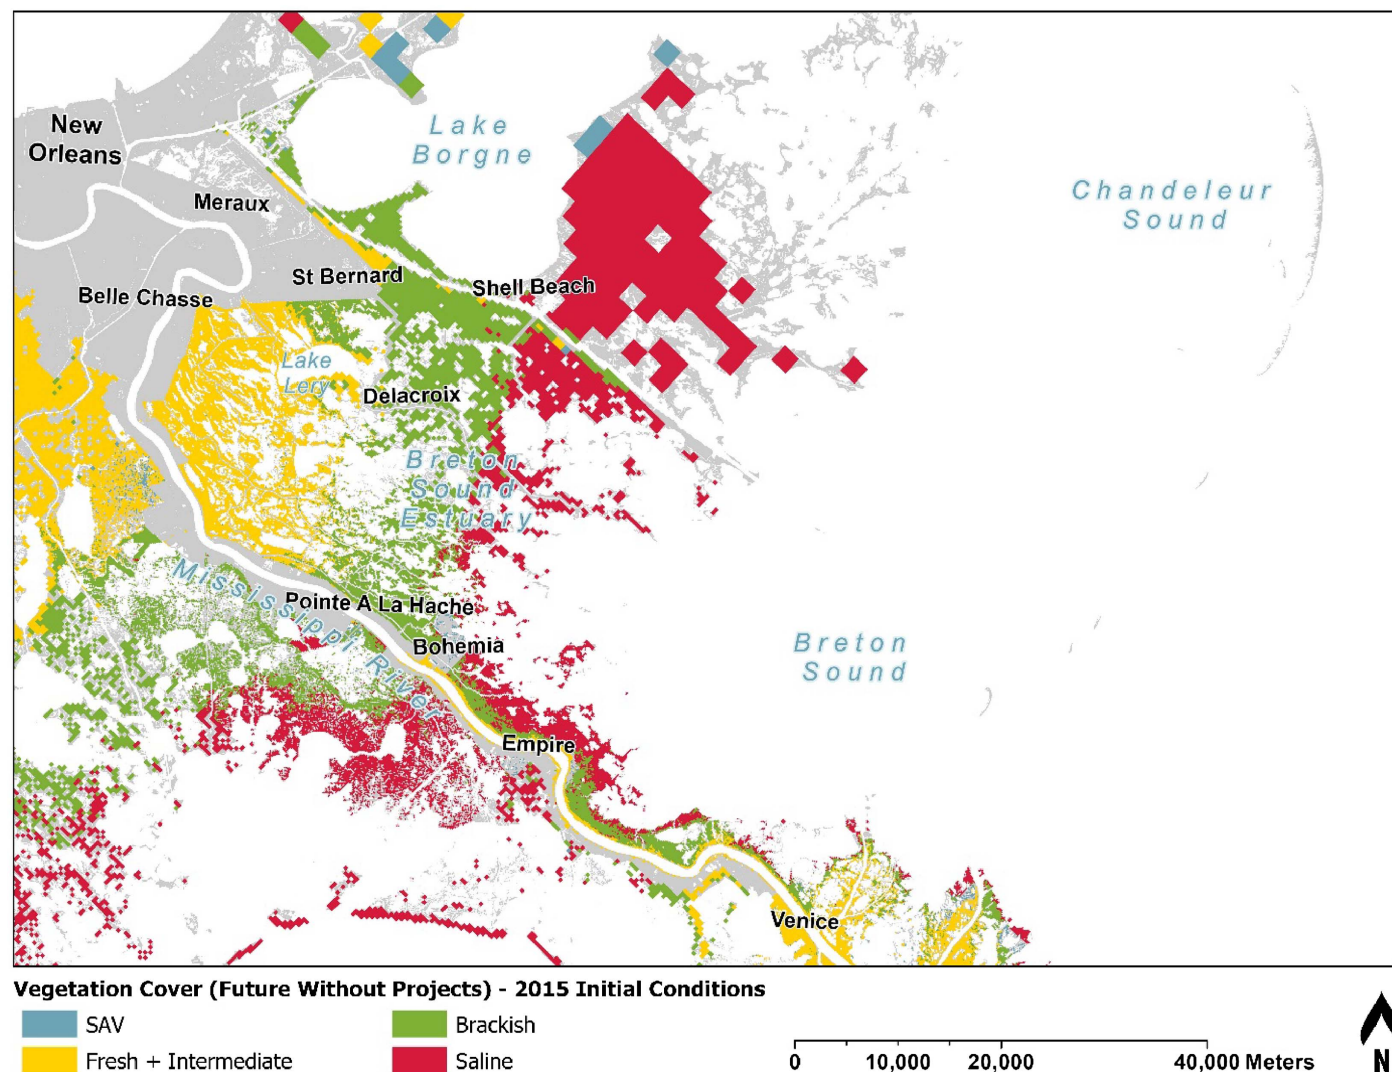 New
Orleans
Lake
Borgne
Chandeleur
Sound
Meraux
St Bernard
Shell Beach
Belle Chasse
Lake
Lery
Delacroix
Breton
Sound
Estuary
Mississippi River
Pointe A La Hache
Bohemia
Breton
Sound
Empire
Venice
Vegetation Cover (Future Without Projects) - 2015 Initial Conditions
SAV
Brackish
Fresh + Intermediate
Saline
0 10,000 20,000 40,000 Meters
N